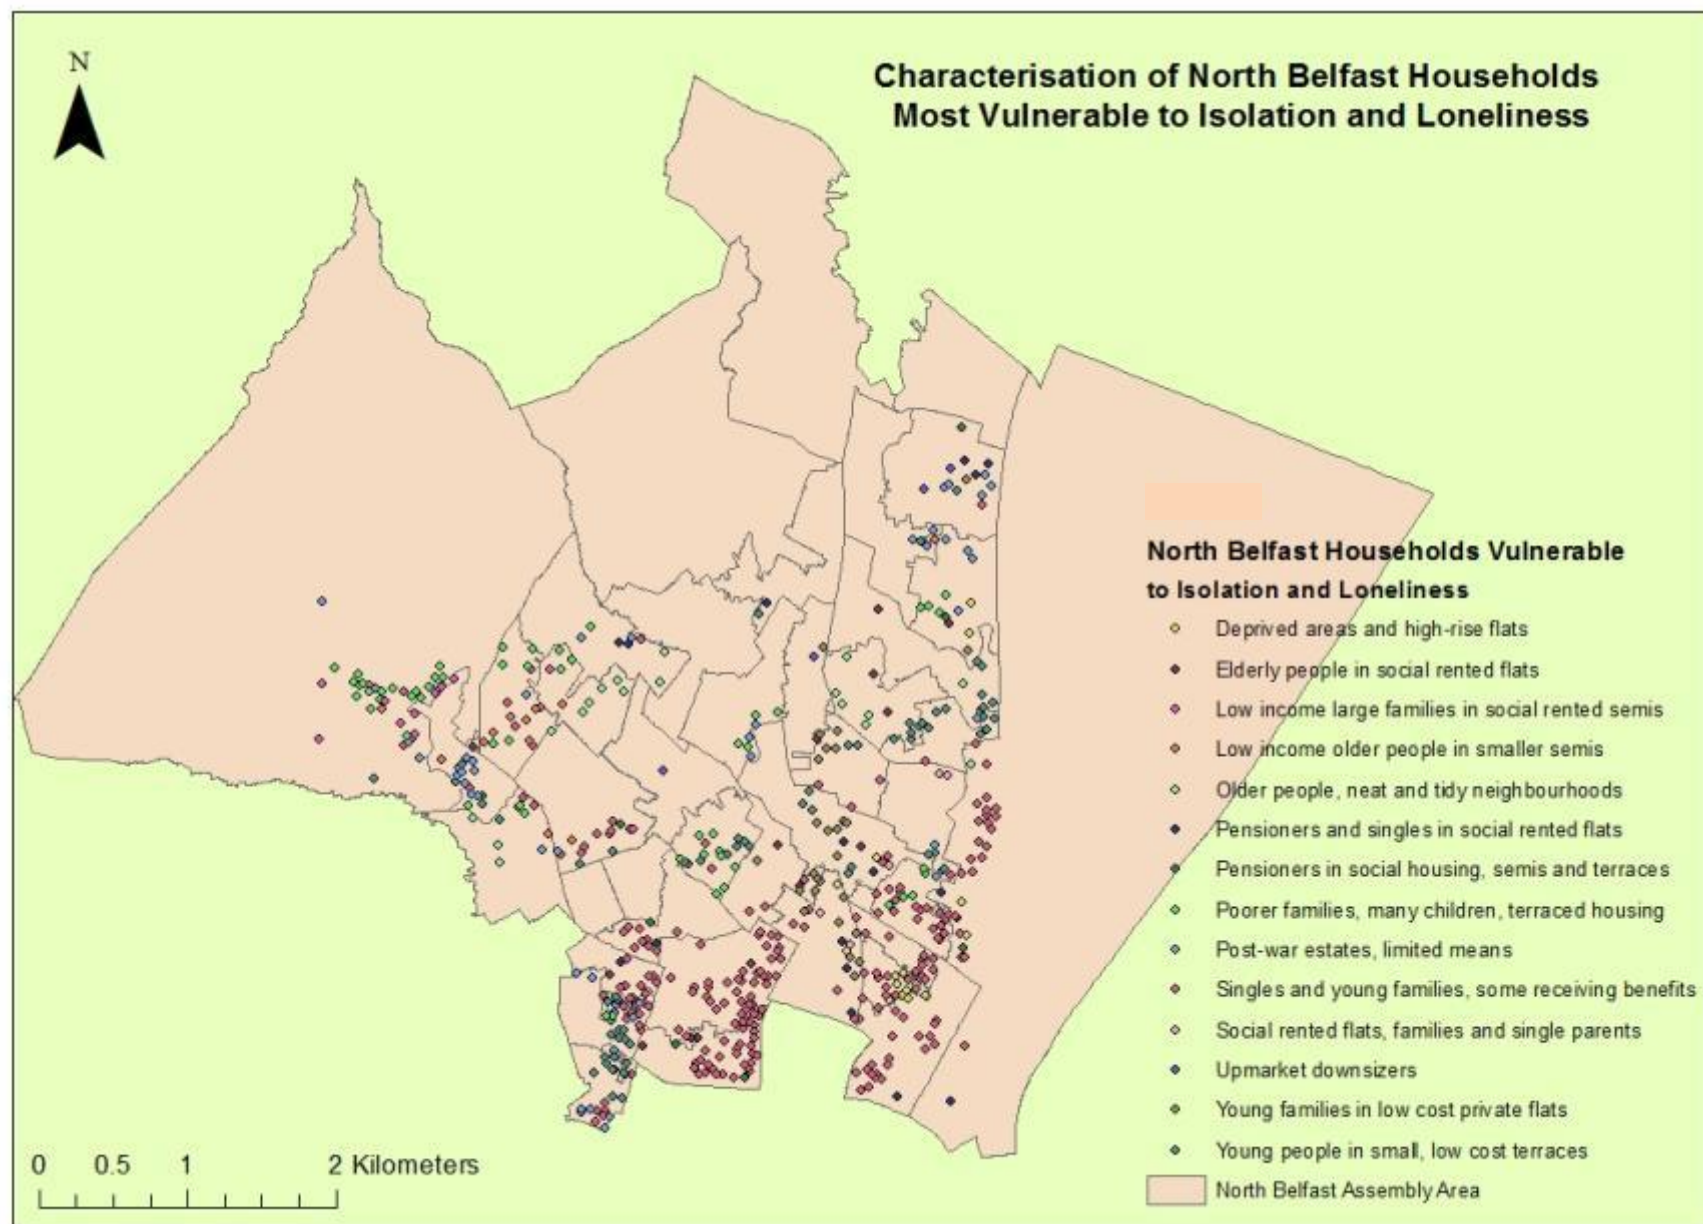 N
Characterisation of North Belfast Households
Most Vulnerable to Isolation and Loneliness
North Belfast Households Vulnerable
to Isolation and Loneliness
Deprived areas and high-rise flats
Elderly people in social rented flats
Low income large families in social rented semis
Low income older people in smaller semis
Older people, neat and tidy neighbourhoods
Pensioners and singles in social rented flats
Pensioners in social housing, semis and terraces
Poorer families, many children, terraced housing
Post-war estates, limited means
Singles and young families, some receiving benefits
Social rented flats, families and single parents
Upmarket downsizers
Young families in low cost private flats
Young people in small, low cost terraces
North Belfast Assembly Area
0 0.5 1 2 Kilometers